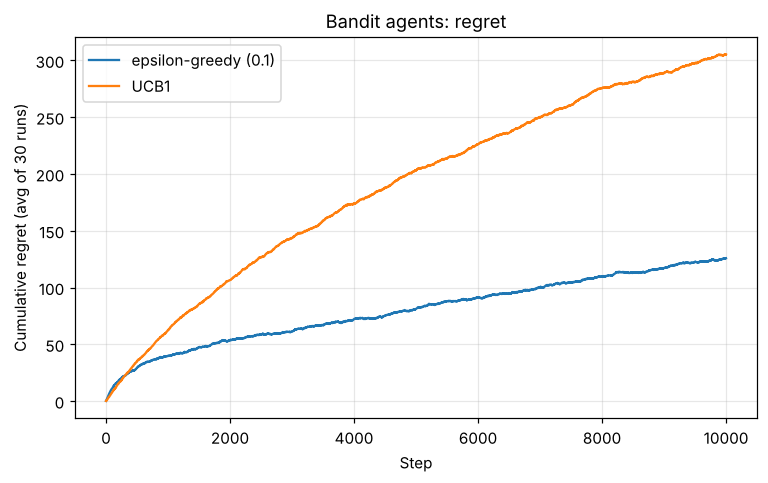 Bandit agents: regret
epsilon-greedy (0.1)
UCB1
Cumulative regret (avg of 30 runs)
300
250
200
150
100
50
0
0 2000 4000 6000 8000 10000
Step